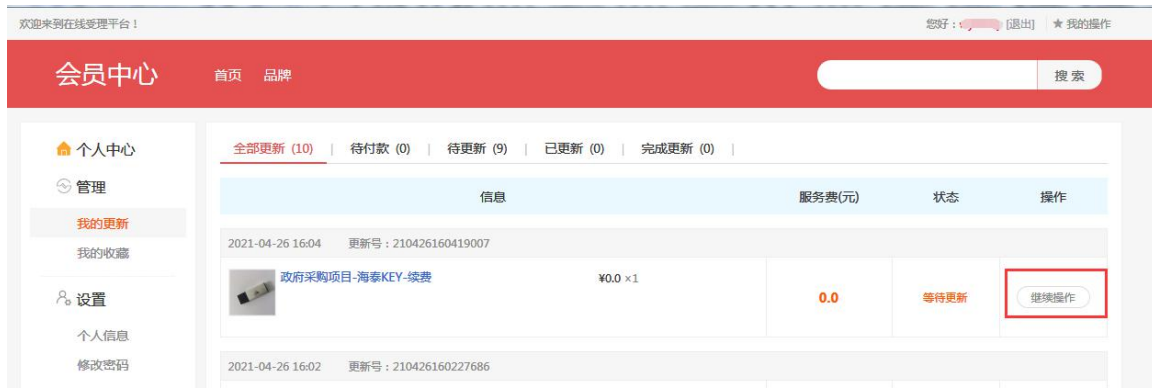 欢迎来到在线受理平台！
您好： [退出] ★ 我的操作
会员中心 首页 品牌 搜 索
个人中心
全部更新 (10) | 待付款 (0) | 待更新 (9) | 已更新 (0) | 完成更新 (0) |
管理
信息 服务费(元) 状态 操作
我的更新
我的收藏
2021-04-26 16:04 更新号：210426160419007
政府采购项目-海泰KEY-续费 ¥0.0 ×1
0.0 等待更新 继续操作
设置
个人信息
修改密码
2021-04-26 16:02 更新号：210426160227686